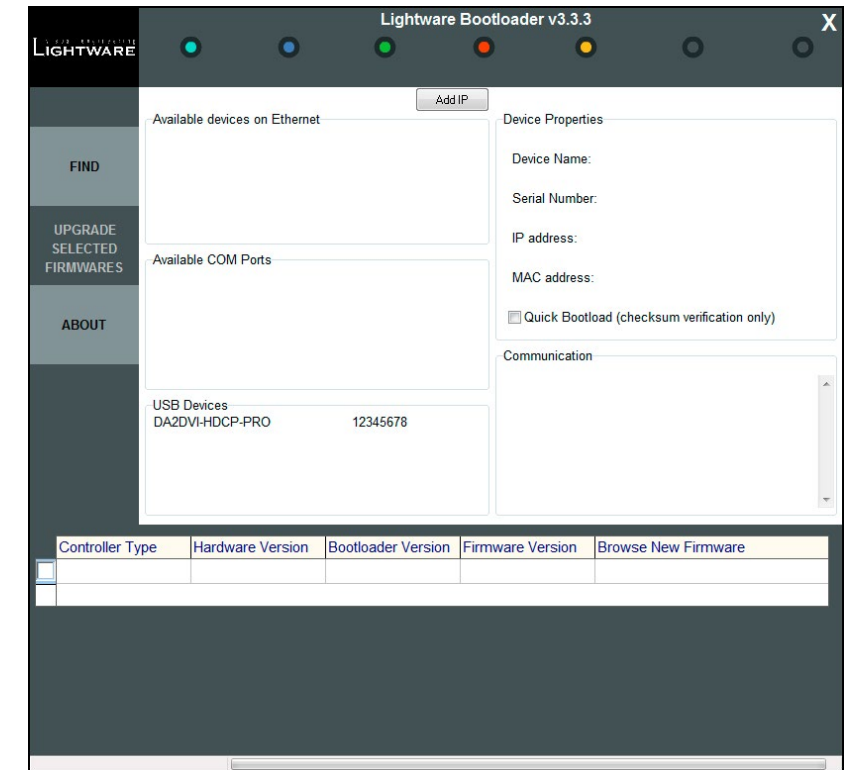 Lightware Bootloader v3.3.3
X
LIGHTWARE
Add IP
Available devices on Ethernet
Device Properties
FIND
Device Name:
Serial Number:
UPGRADE
SELECTED
FIRMWARES
IP address:
Available COM Ports
MAC address:
ABOUT
Quick Bootload (checksum verification only)
Communication
USB Devices
DA2DVI-HDCP-PRO 12345678
Controller Type Hardware Version Bootloader Version Firmware Version Browse New Firmware